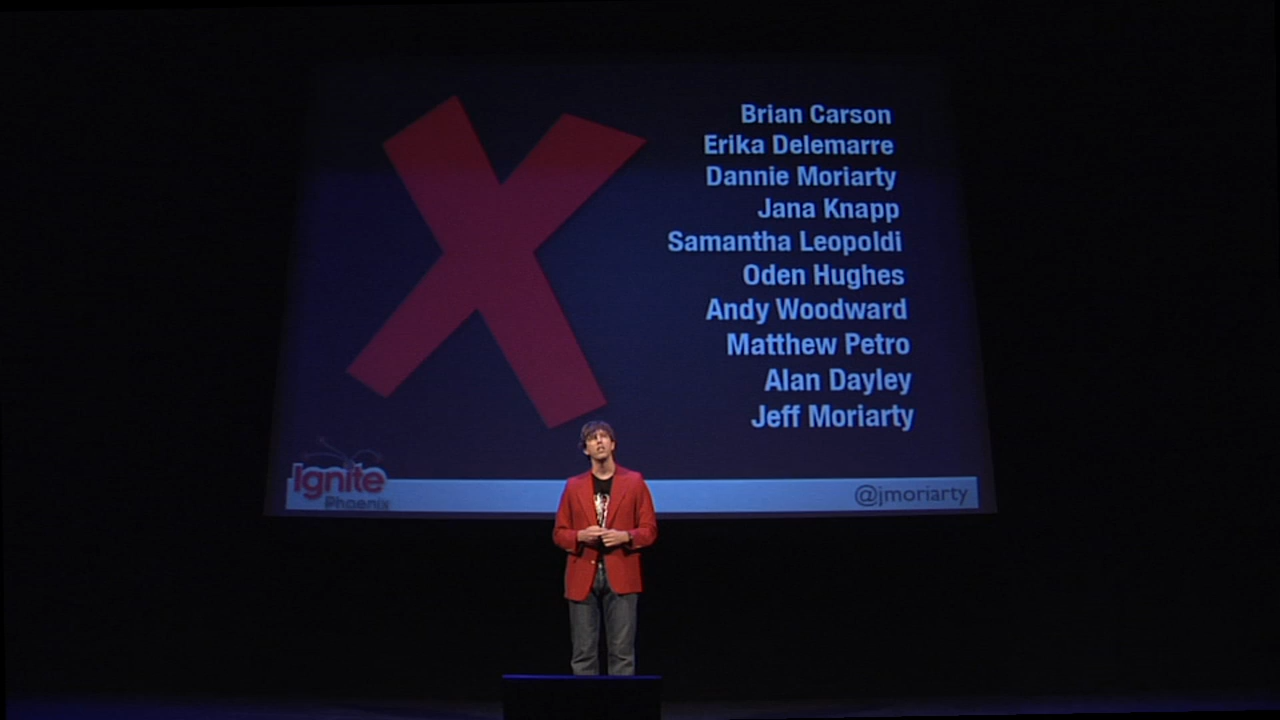 X
Brian Carson
Erika Delemarre
Dannie Moriarty
Jana Knapp
Samantha Leopoldi
Oden Hughes
Andy Woodward
Matthew Petro
Alan Dayley
Jeff Moriarty
Ignite
Phoenix
@jmoriarty